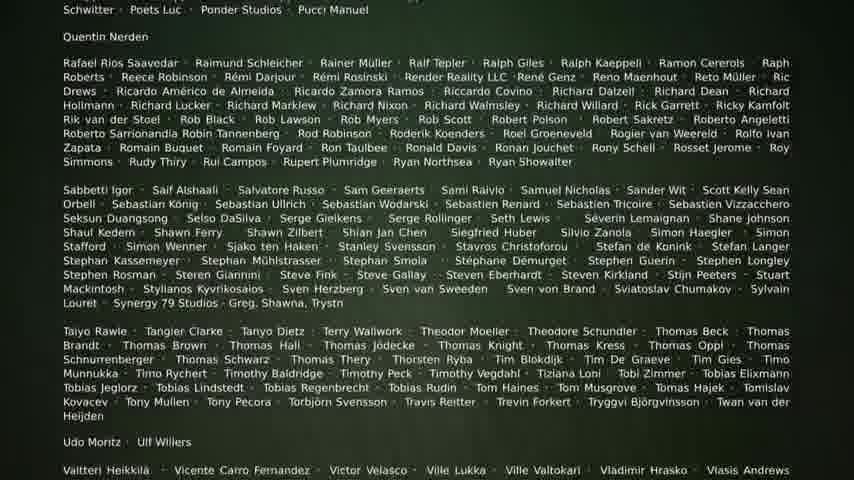 Schwitter · Poets Luc · Ponder Studios · Pucci Manuel
Quentin Nerden
Rafael Rios Saavedar · Raimund Schleicher · Rainer Müller · Ralf Tepler · Ralph Giles · Ralph Kaeppeli · Ramon Cererols · Raph
Roberts · Reece Robinson · Rémi Darjour · Rémi Rosinski · Render Reality LLC · René Genz · Reno Maenhout · Reto Müller · Ric
Drews · Ricardo Américo de Almeida · Ricardo Zamora Ramos · Riccardo Covino · Richard Dalzell · Richard Dean · Richard
Hollmann · Richard Lucker · Richard Marklew · Richard Nixon · Richard Walmsley · Richard Willard · Rick Garrett · Ricky Kamfolt
Rik van der Stoel · Rob Black · Rob Lawson · Rob Myers · Rob Scott · Robert Polson · Robert Sakretz · Roberto Angeletti
Roberto Sarrionandia Robin Tannenberg · Rod Robinson · Roderik Koenders · Roel Groeneveld · Rogier van Weereld · Rolfo Ivan
Zapata · Romain Buquet · Romain Foyard · Ron Taulbee · Ronald Davis · Ronan Jouchet · Rony Schell · Rosset Jerome · Roy
Simmons · Rudy Thiry · Rui Campos · Rupert Plumridge · Ryan Northsea · Ryan Showalter
Sabbetti Igor · Saif Alshaali · Salvatore Russo · Sam Geeraerts · Sami Raiylo · Samuel Nicholas · Sander Wit · Scott Kelly Sean
Orbell · Sebastian König · Sebastian Ullrich · Sebastian Wodarski · Sebastien Renard · Sebastien Tricoire · Sebastien Vizzacchero
Seksun Duangsong · Selso DaSilva · Serge Gielkens · Serge Rollinger · Seth Lewis · Séverin Lemaignan · Shane Johnson
Shaul Kedem · Shawn Ferry · Shawn Zilbert · Shian Jan Chen · Siegfried Huber · Silvio Zanola · Simon Haegler · Simon
Stafford · Simon Wenner · Sjako ten Haken · Stanley Svensson · Stavros Christoforou · Stefan de Konink · Stefan Langer
Stephan Kassemeyer · Stephan Mühlstrasser · Stephan Smola · Stéphane Démurget · Stephen Guerin · Stephen Longley
Stephen Rosman · Steren Giannini · Steve Fink · Steve Gallay · Steven Eberhardt · Steven Kirkland · Stijn Peeters · Stuart
Mackintosh · Stylianos Kyvrikosaios · Sven Herzberg · Sven van Sweeden · Sven von Brand · Sviatoslav Chumakov · Sylvain
Louret · Synergy 79 Studios - Greg, Shawna, Trystn
Taiyo Rawle · Tangier Clarke · Tanyo Dietz · Terry Wallwork · Theodor Moeller · Theodore Schundler · Thomas Beck · Thomas
Brandt · Thomas Brown · Thomas Hall · Thomas Jödecke · Thomas Knight · Thomas Kress · Thomas Oppl · Thomas
Schnurrenberger · Thomas Schwarz · Thomas Thery · Thorsten Ryba · Tim Blokdijk · Tim De Graeve · Tim Gies · Timo
Munnukka · Timo Rychert · Timothy Baldridge · Timothy Peck · Timothy Vegdahl · Tiziana Loni · Tobi Zimmer · Tobias Elixmann
Tobias Jeglorz · Tobias Lindstedt · Tobias Regenbrecht · Tobias Rudin · Tom Haines · Tom Musgrove · Tomas Hajek · Tomislav
Kovacev · Tony Mullen · Tony Pecora · Torbjörn Svensson · Travis Reitter · Trevin Forkert · Tryggvi Björgvinsson · Twan van der
Heijden
Udo Moritz · Ulf Willers
Valtteri Heikkilä · Vicente Carro Fernandez · Victor Velasco · Ville Lukka · Ville Valtokari · Vladimir Hrasko · Vlasis Andrews